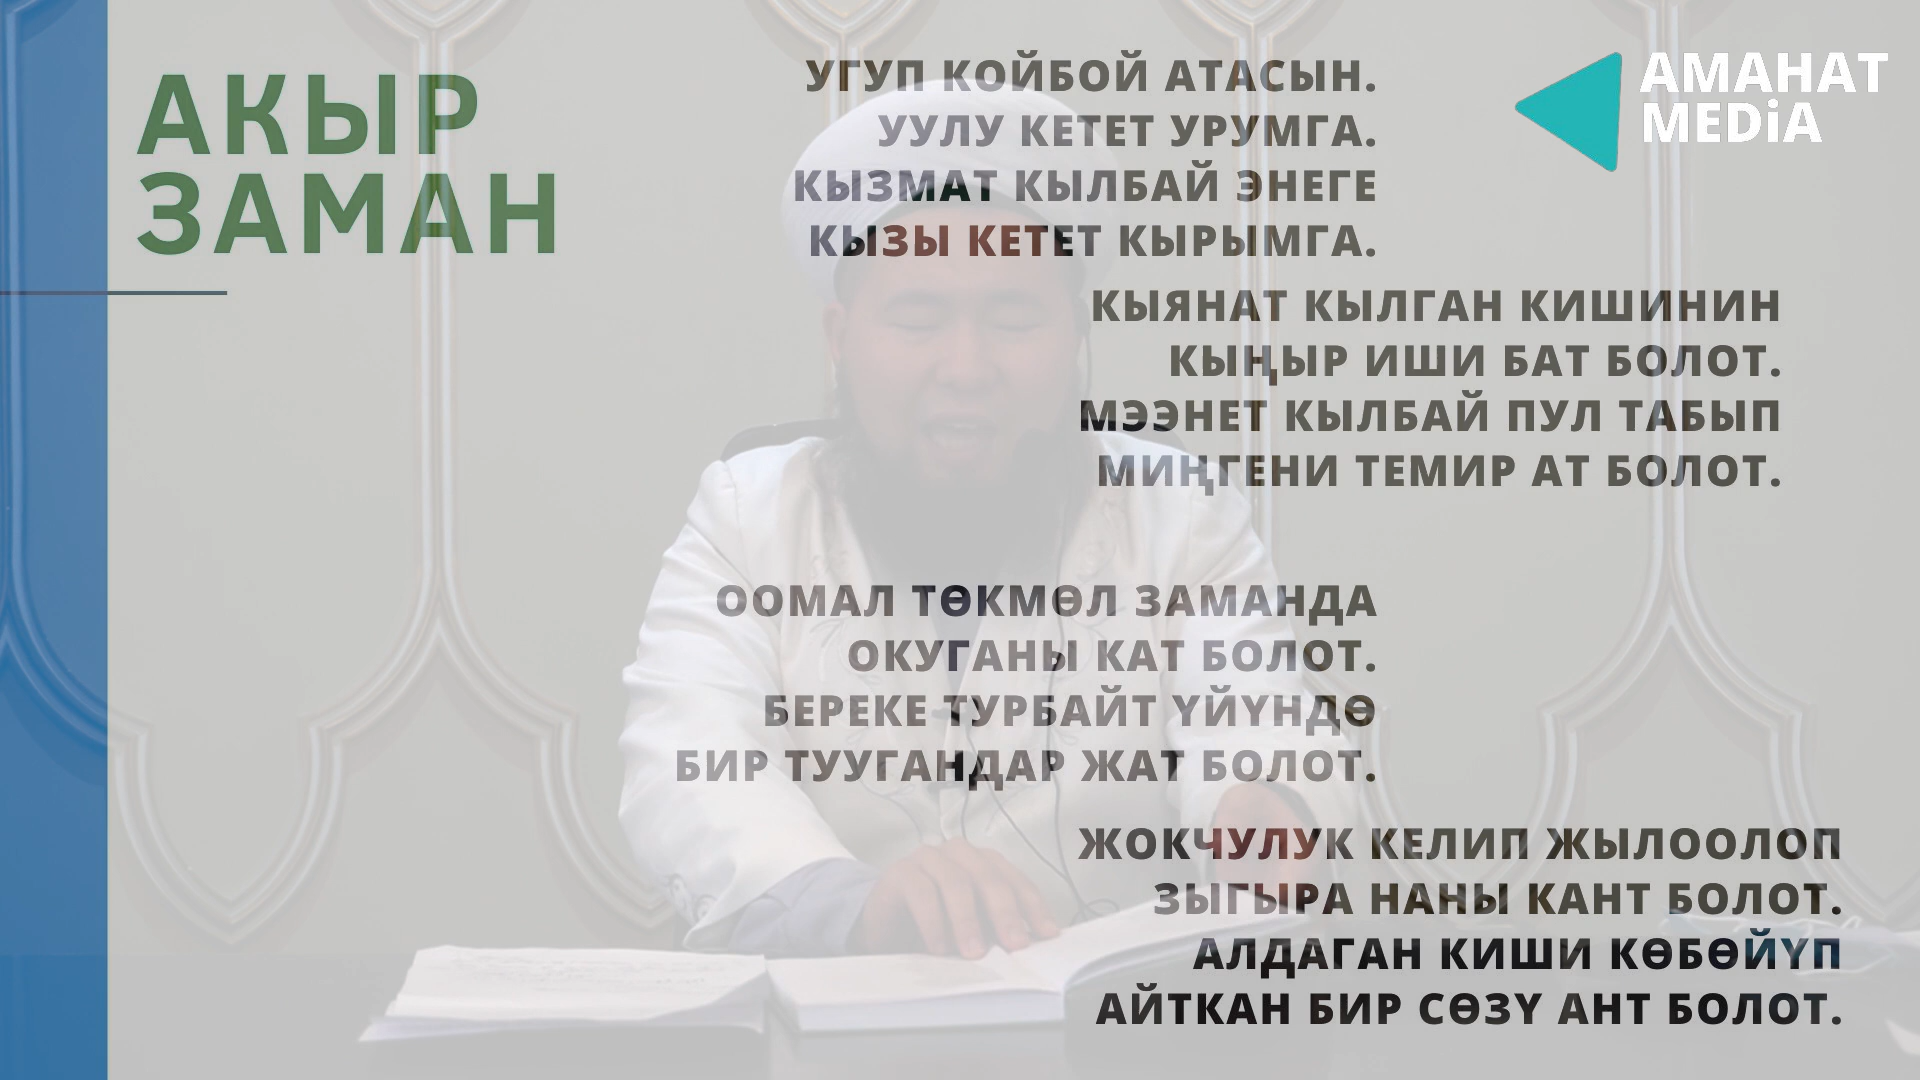 АКЫР
ЗАМАН
УГУП КОЙБОЙ АТАСЫН.
УУЛУ КЕТЕТ УРУМГА.
КЫЗМАТ КЫЛБАЙ ЭНЕГЕ
КЫЗЫ КЕТЕТ КЫРЫМГА.
КЫЯНАТ КЫЛГАН КИШИНИН
КЫҢЫР ИШИ БАТ БОЛОТ.
МЭЭНЕТ КЫЛБАЙ ПУЛ ТАБЫП
МИҢГЕНИ ТЕМИР АТ БОЛОТ.
ООМАЛ ТӨКМӨЛ ЗАМАНДА
ОКУГАНЫ КАТ БОЛОТ.
БЕРЕКЕ ТУРБАЙТ ҮЙҮНДӨ
БИР ТУУГАНДАР ЖАТ БОЛОТ.
ЖОКЧУЛУК КЕЛИП ЖЫЛООЛОП
ЗЫГЫРА НАНЫ КАНТ БОЛОТ.
АЛДАГАН КИШИ КӨБӨЙҮП
АЙТКАН БИР СӨЗҮ АНТ БОЛОТ.
АМАНАТ
MEDiA